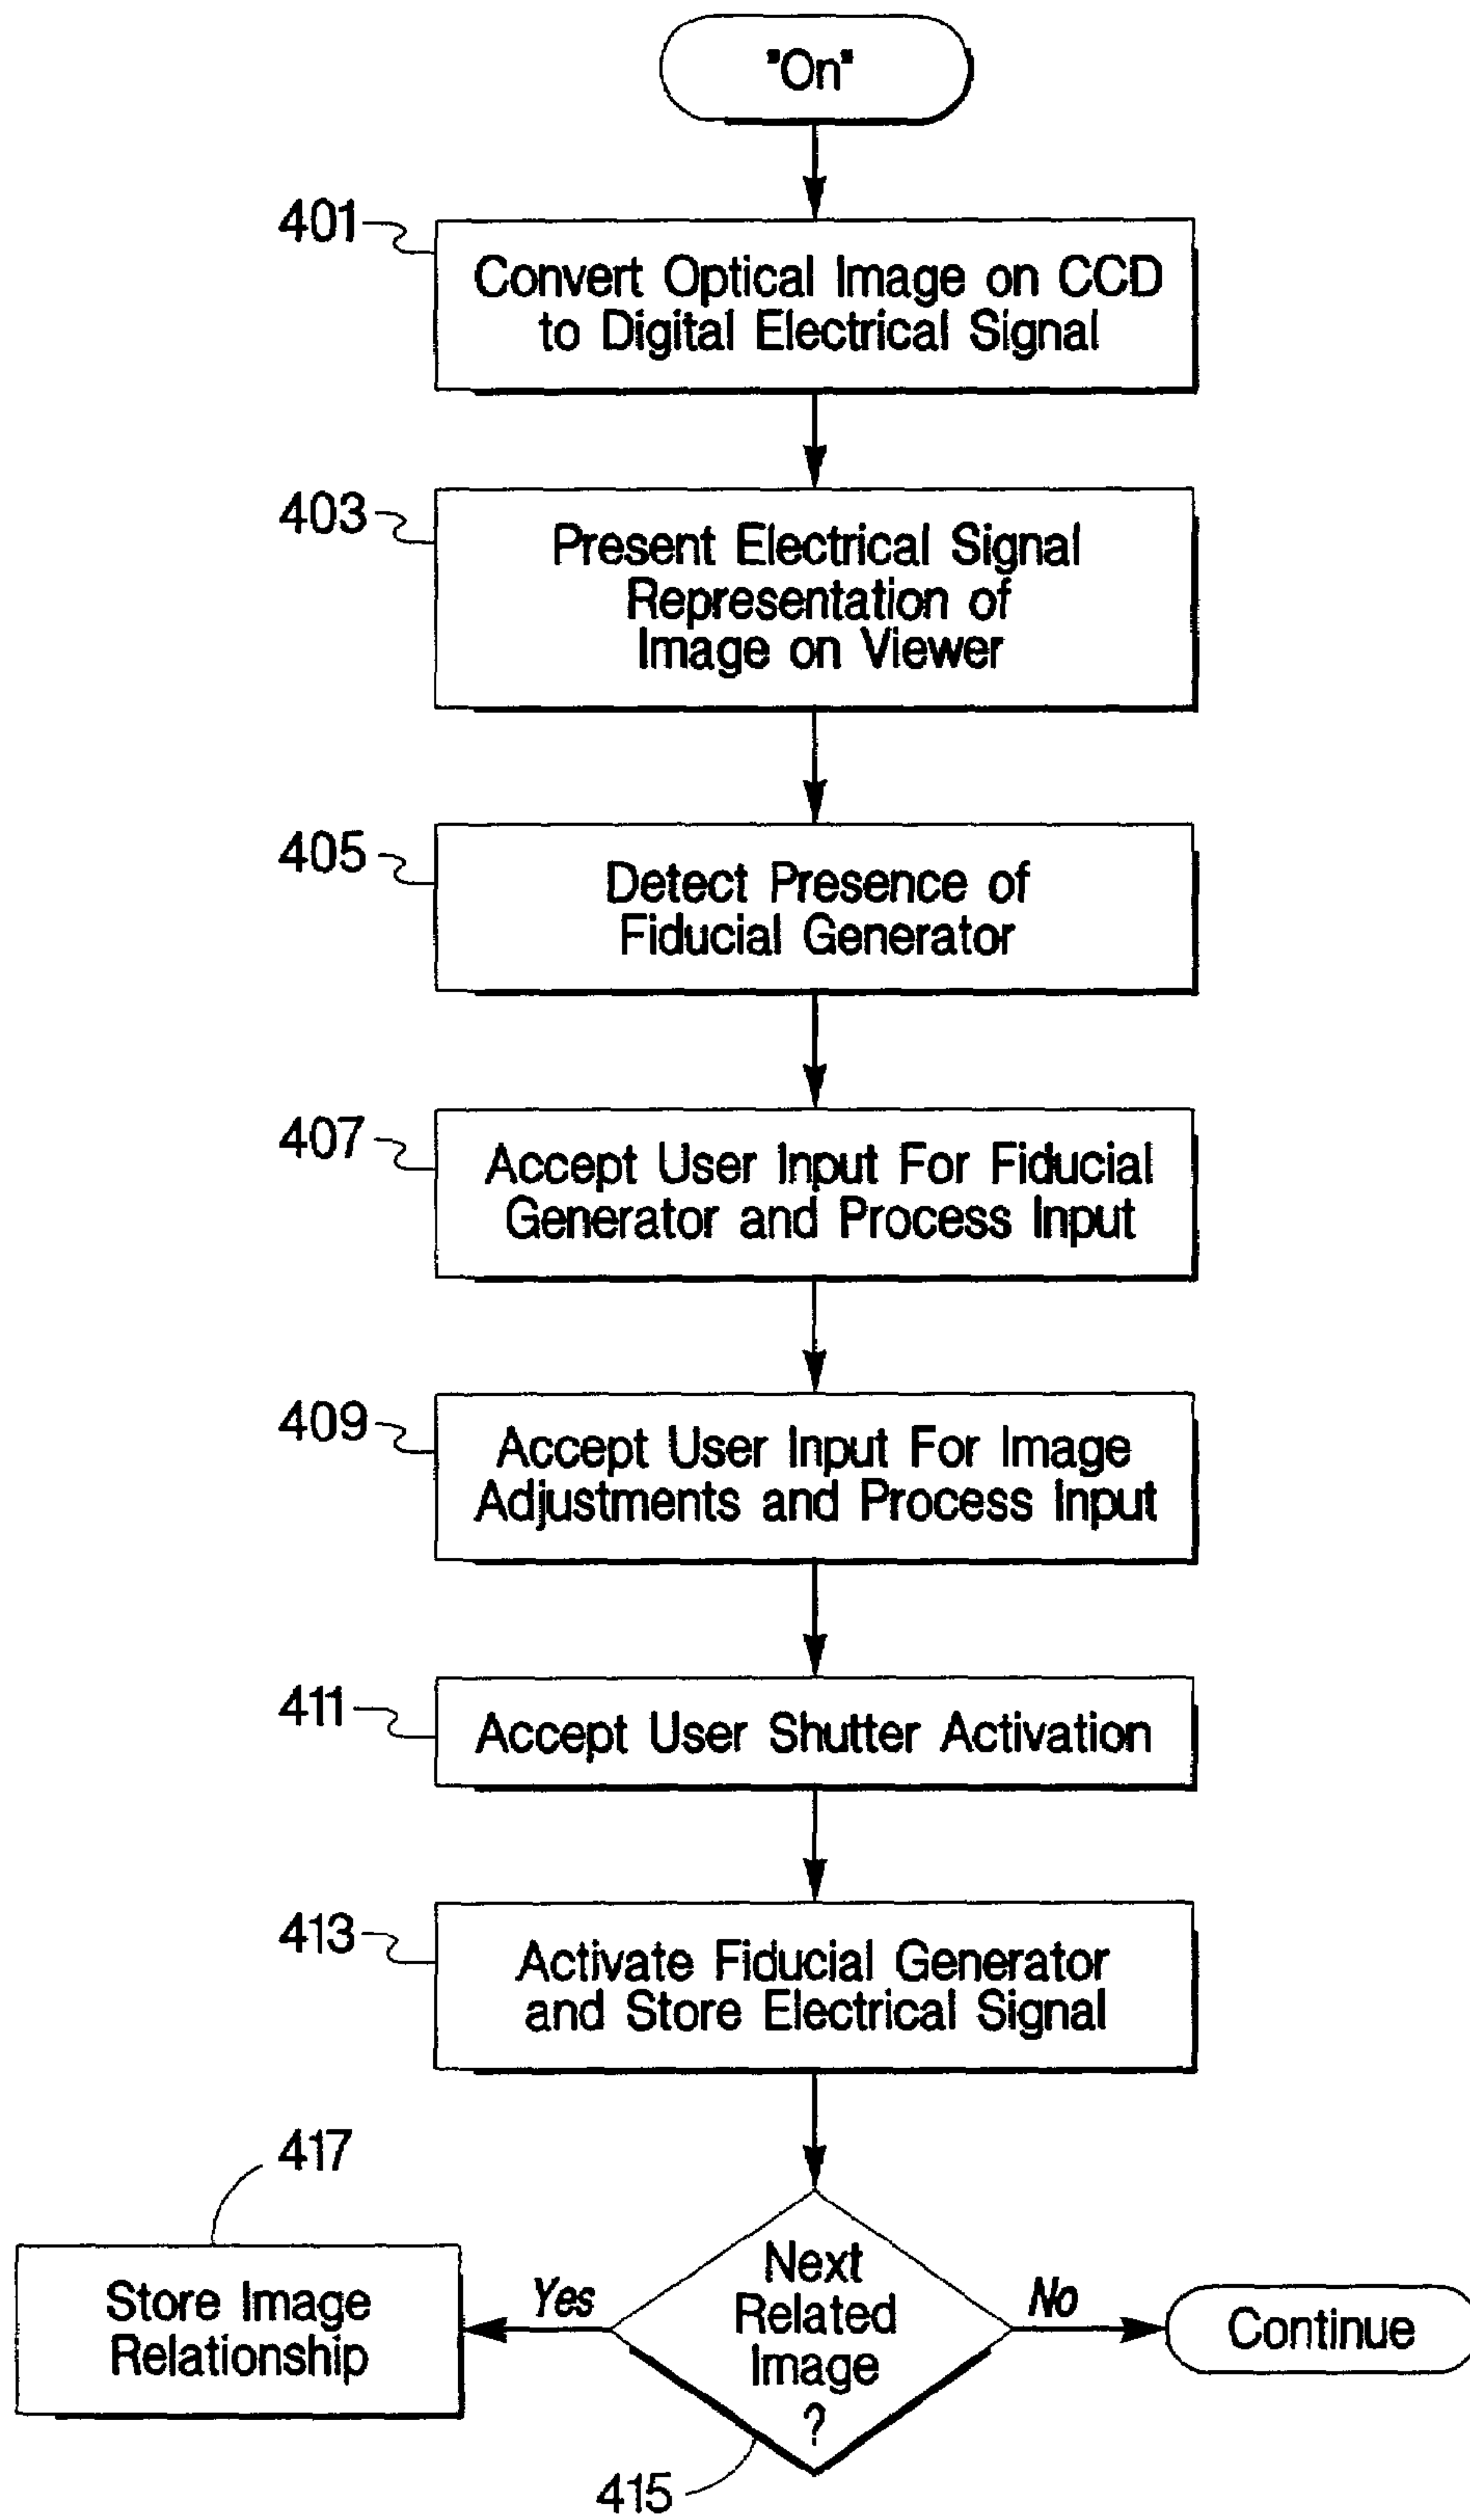 "On"
401
Convert Optical Image on CCD
to Digital Electrical Signal
403
Present Electrical Signal
Representation of
Image on Viewer
405
Detect Presence of
Fiducial Generator
407
Accept User Input For Fiducial
Generator and Process Input
409
Accept User Input For Image
Adjustments and Process Input
411
Accept User Shutter Activation
413
Activate Fiducial Generator
and Store Electrical Signal
417
Store Image
Relationship
Yes
Next
Related
Image
?
No
Continue
415